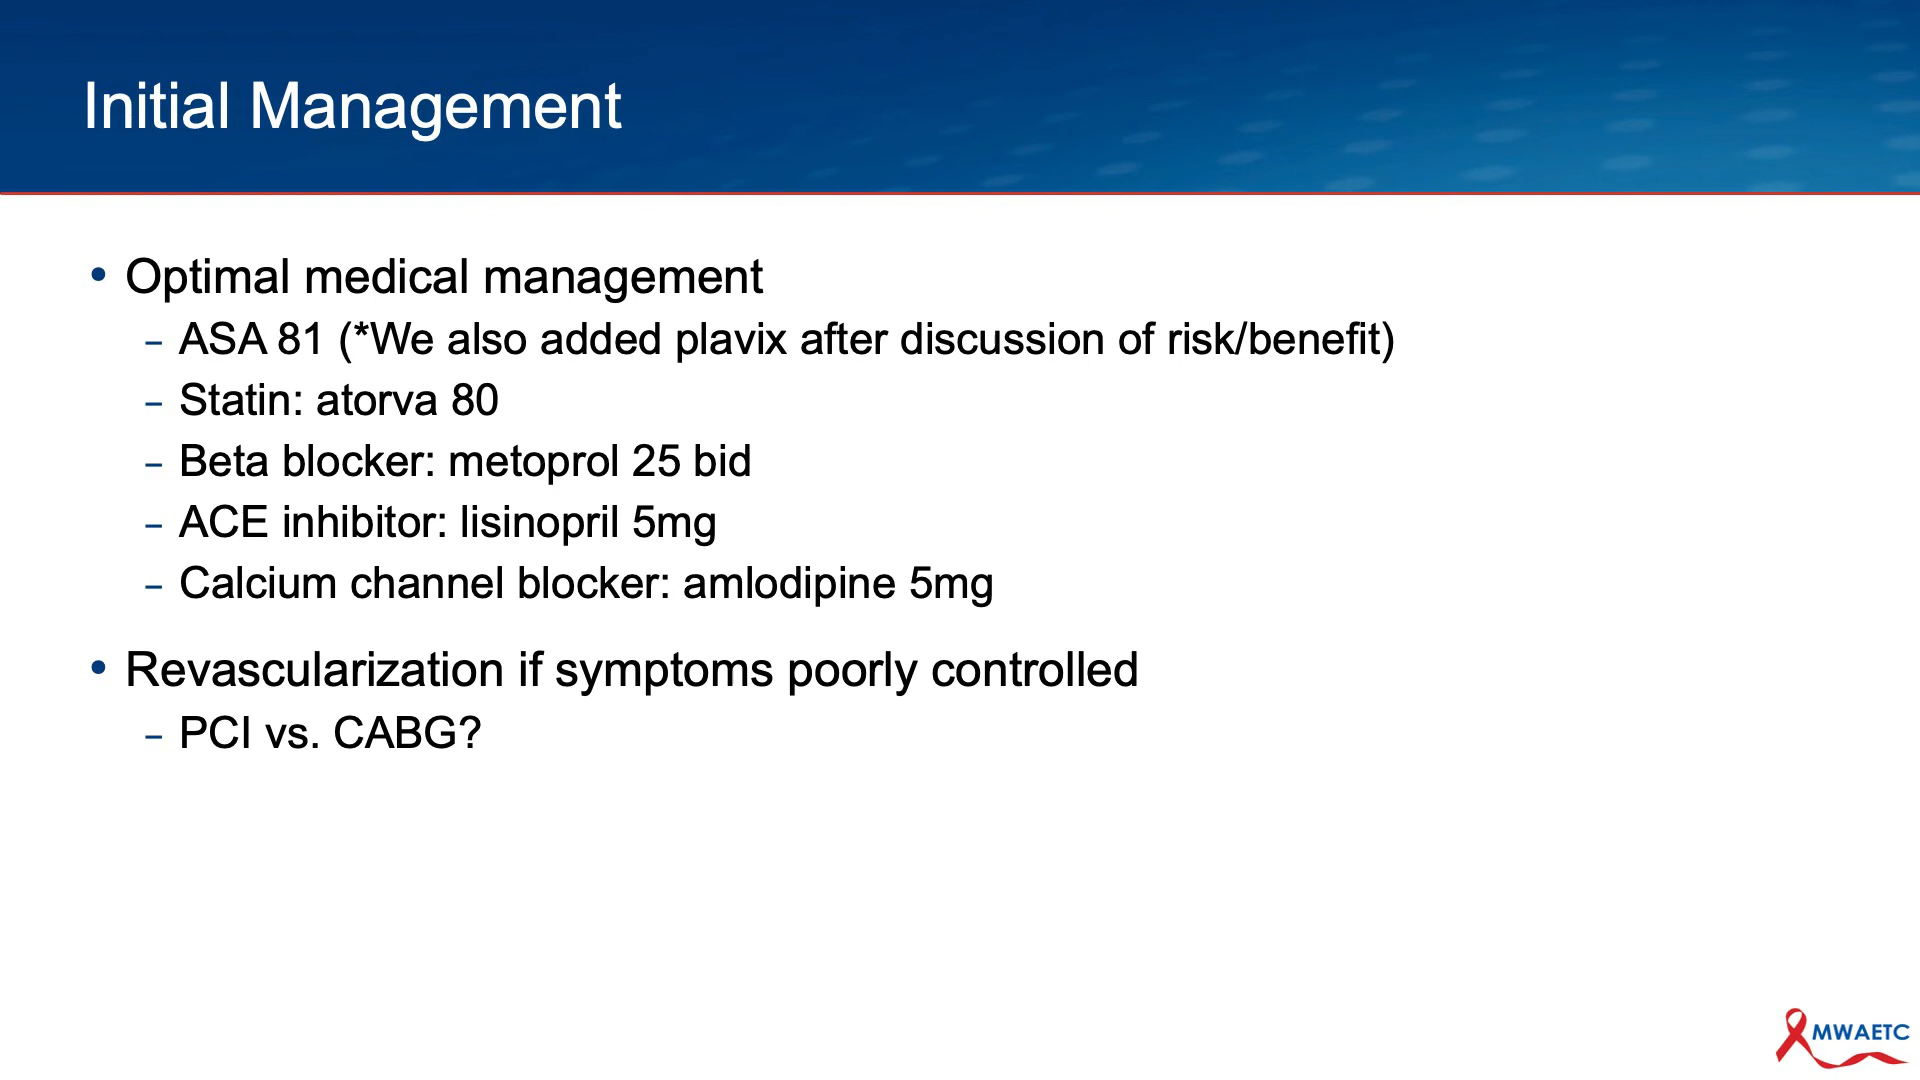 Initial Management
• Optimal medical management
– ASA 81 (*We also added plavix after discussion of risk/benefit)
– Statin: atorva 80
– Beta blocker: metoprol 25 bid
– ACE inhibitor: lisinopril 5mg
– Calcium channel blocker: amlodipine 5mg
• Revascularization if symptoms poorly controlled
– PCI vs. CABG?
MWAETC